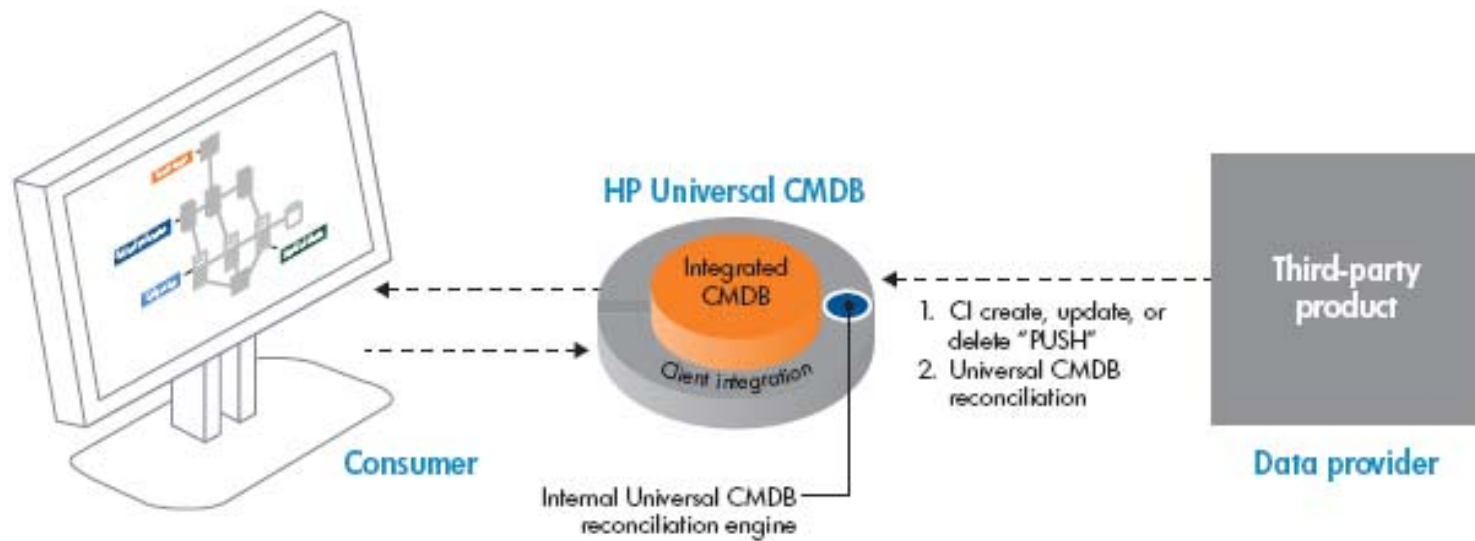 HP Universal CMDB
Integrated
CMDB
Client integration
Third-party
product
1. CI create, update, or
delete "PUSH"
2. Universal CMDB
reconciliation
Consumer
Data provider
Internal Universal CMDB
reconciliation engine